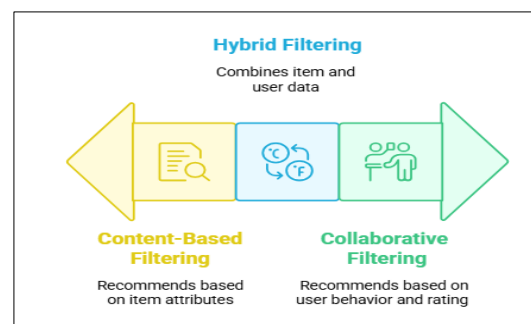 Hybrid Filtering
Combines item and
user data
°C
°F
Content-Based
Filtering
Recommends based
on item attributes
Collaborative
Filtering
Recommends based on
user behavior and rating